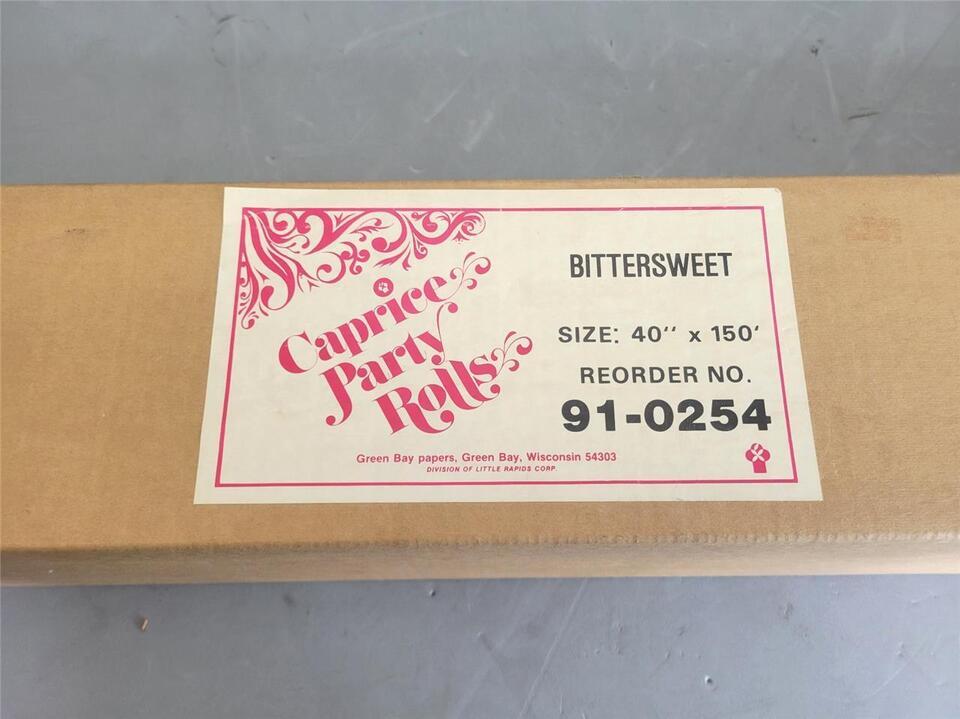 Caprice
Party
Rolls
BITTERSWEET
SIZE: 40" x 150'
REORDER NO.
91-0254
Green Bay papers, Green Bay, Wisconsin 54303
DIVISION OF LITTLE RAPIDS CORP.